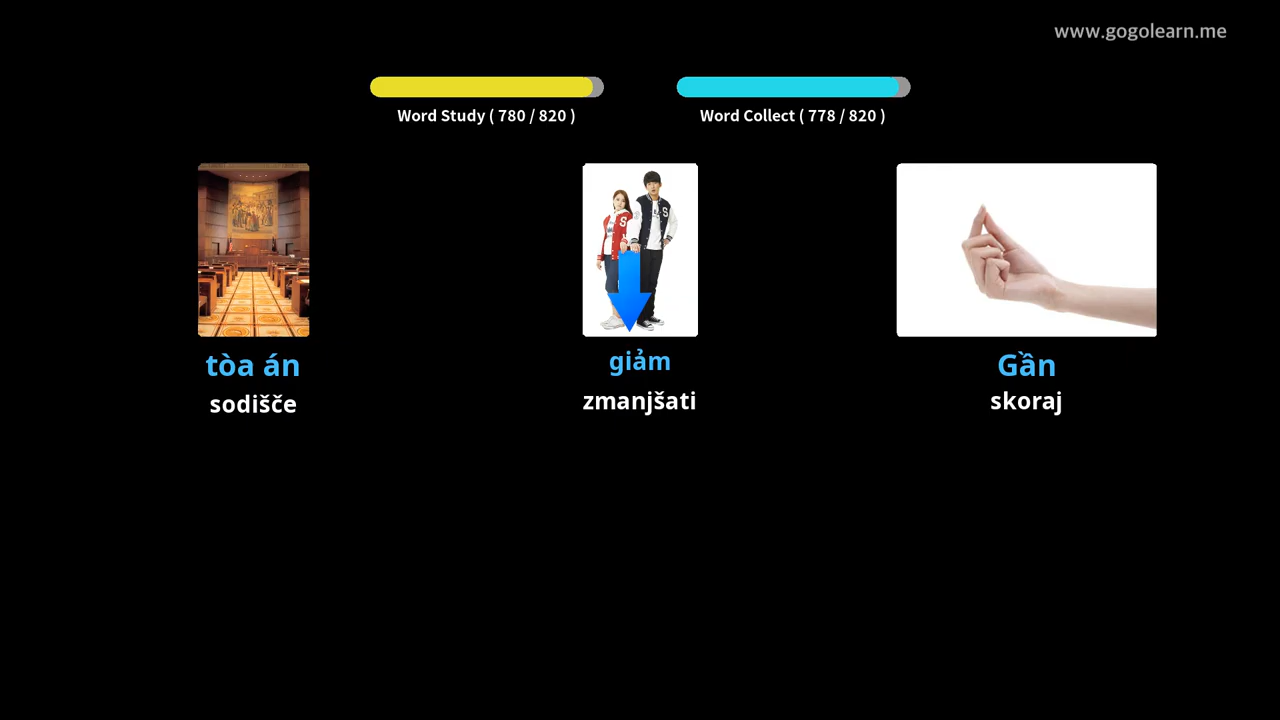 www.gogolearn.me
Word Study ( 780 / 820 )
Word Collect ( 778 / 820 )
S
S
tòa án
giảm
Gần
sodišče
zmanjšati
skoraj